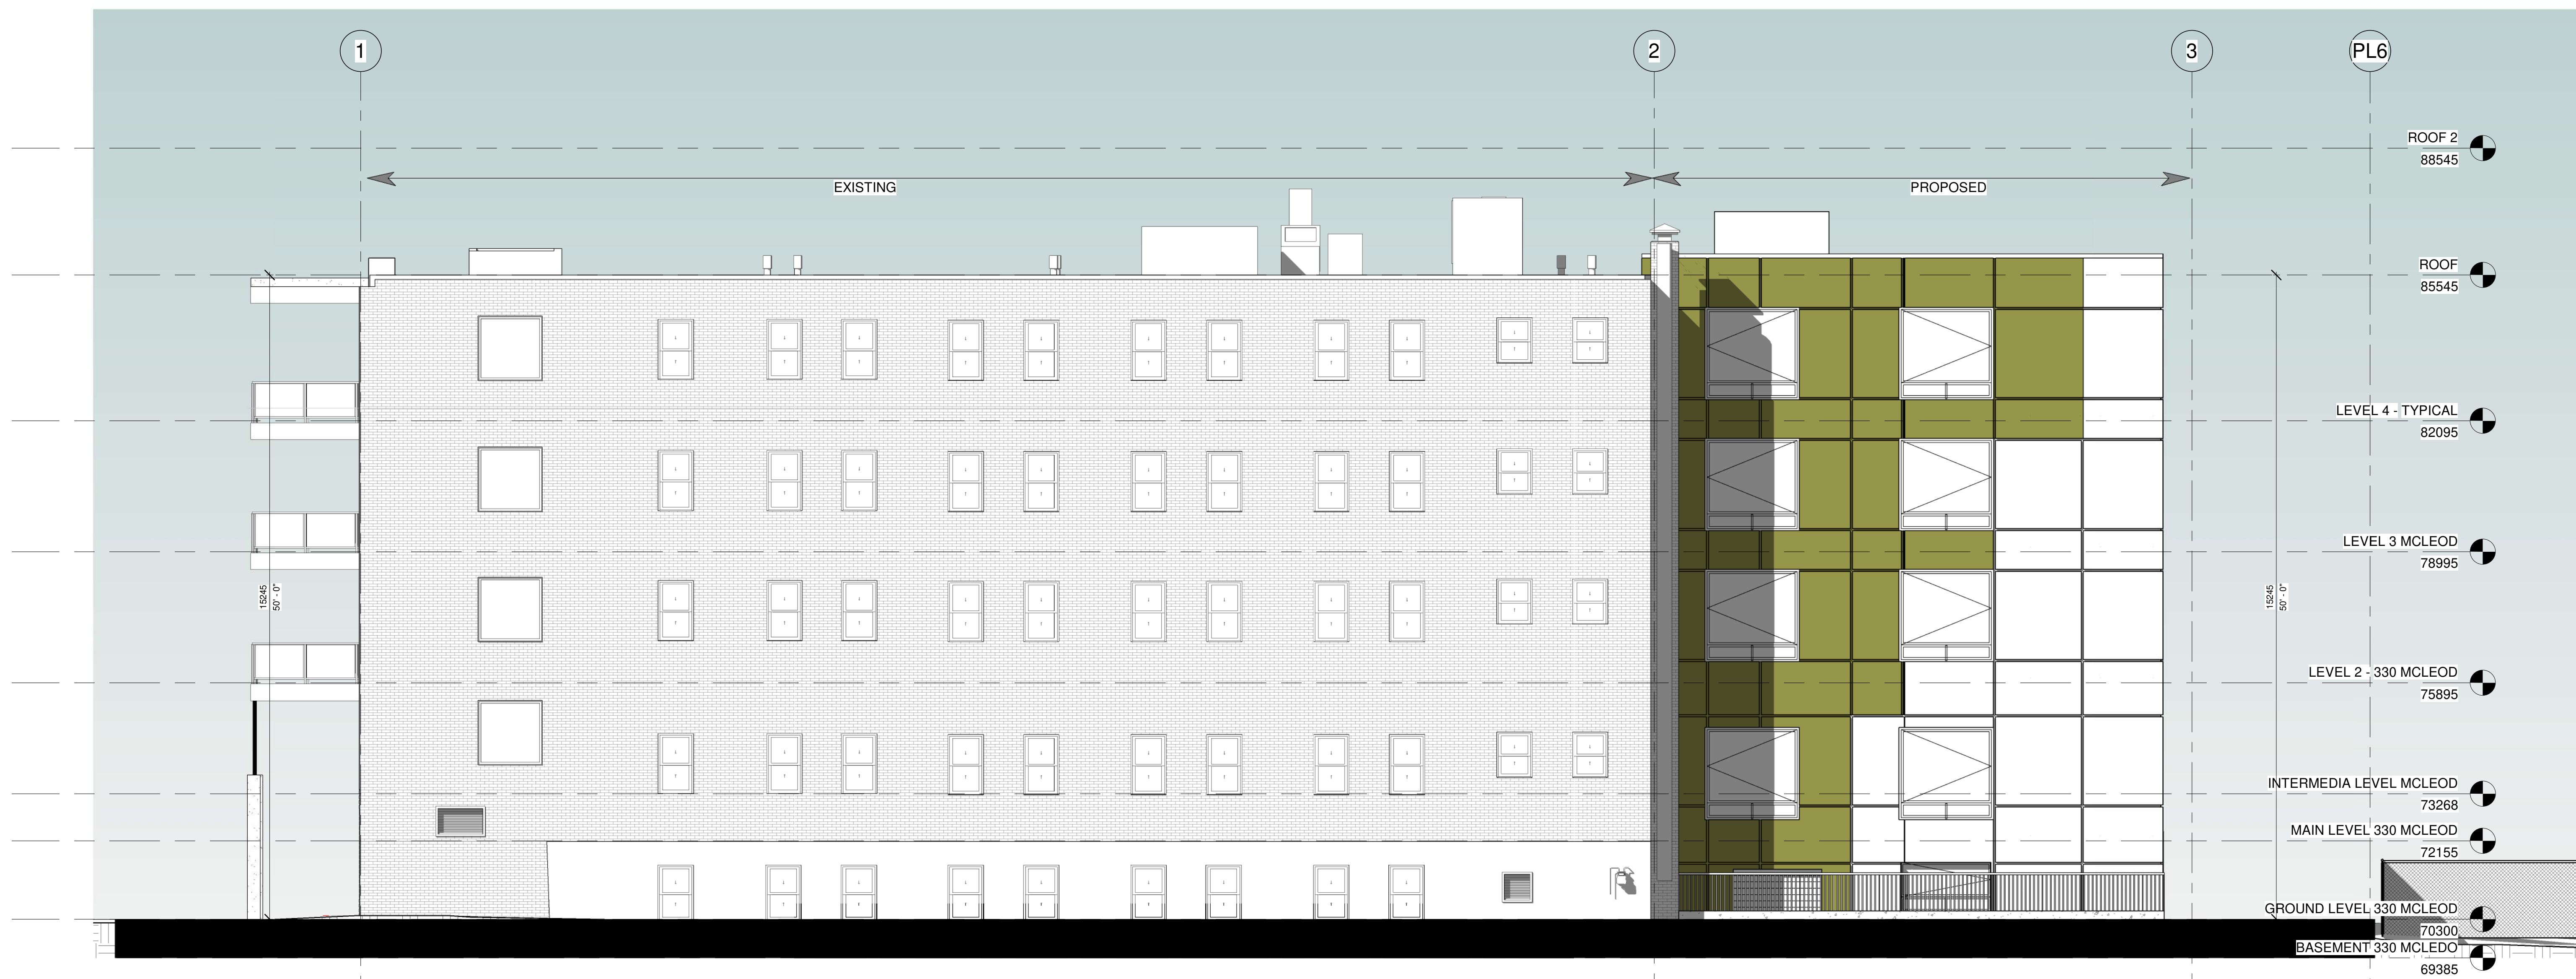 1
2
3
PL6
ROOF 2
88545
EXISTING
PROPOSED
ROOF
85545
LEVEL 4 - TYPICAL
82095
LEVEL 3 MCLEOD
78995
15245
50' - 0"
15245
50' - 0"
LEVEL 2 - 330 MCLEOD
75895
INTERMEDIA LEVEL MCLEOD
73268
MAIN LEVEL 330 MCLEOD
72155
GROUND LEVEL 330 MCLEOD
70300
BASEMENT 330 MCLEDO
69385